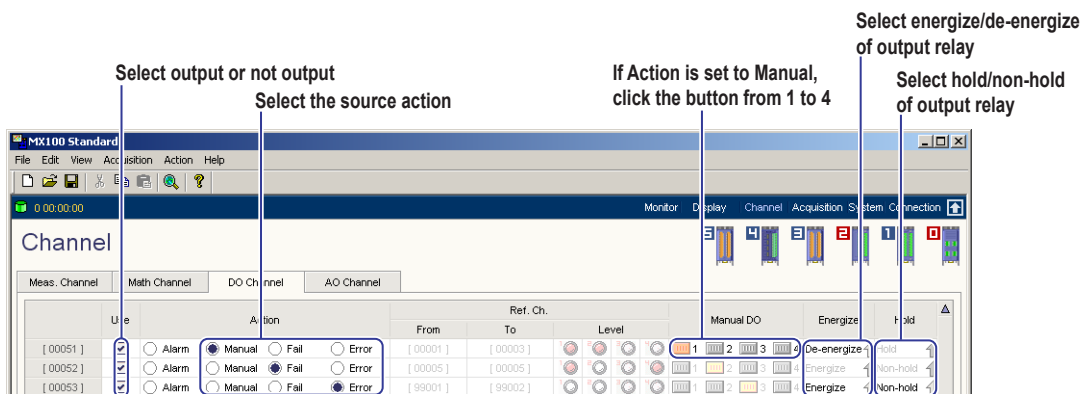 Select energize/de-energize
of output relay
Select output or not output
Select the source action
If Action is set to Manual,
click the button from 1 to 4
Select hold/non-hold
of output relay
MX100 Standard
File Edit View Acquisition Action Help
0 00:00:00 Monitor Display Channel Acquisition System Connection
Channel 5 4 3 2 1 0
Meas. Channel Math Channel DO Channel AO Channel
Use Action Ref. Ch. Manual DO Energize Hold
From To Level
[ 00051 ] Alarm Manual Fail Error [ 00001 ] [ 00003 ] 1 2 3 4 De-energize Hold
[ 00052 ] Alarm Manual Fail Error [ 00005 ] [ 00005 ] 1 2 3 4 Energize Non-hold
[ 00053 ] Alarm Manual Fail Error [ 99001 ] [ 99002 ] 1 2 3 4 Energize Non-hold